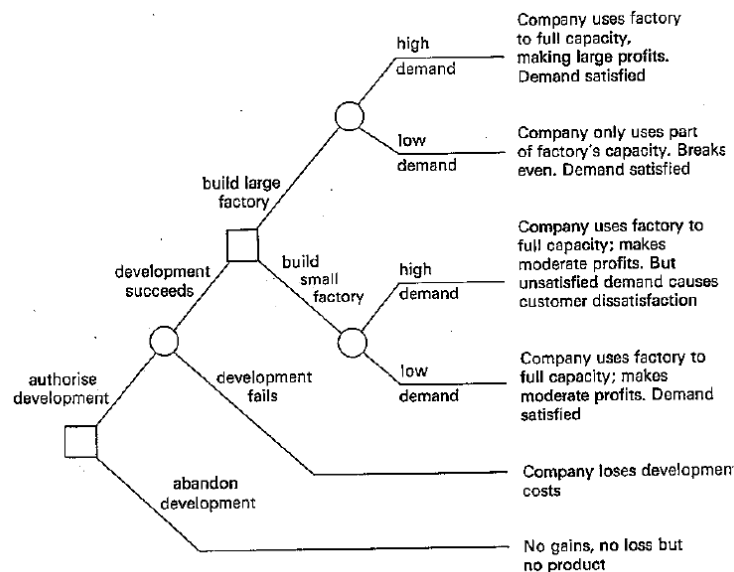 high
demand
Company uses factory
to full capacity,
making large profits.
Demand satisfied
low
demand
Company only uses part
of factory's capacity. Breaks
even. Demand satisfied
build large
factory
development
succeeds
build
small
factory
high
demand
Company uses factory to
full capacity; makes
moderate profits. But
unsatisfied demand causes
customer dissatisfaction
low
demand
Company uses factory to
full capacity; makes
moderate profits. Demand
satisfied
authorise
development
development
fails
Company loses development
costs
abandon
development
No gains, no loss but
no product